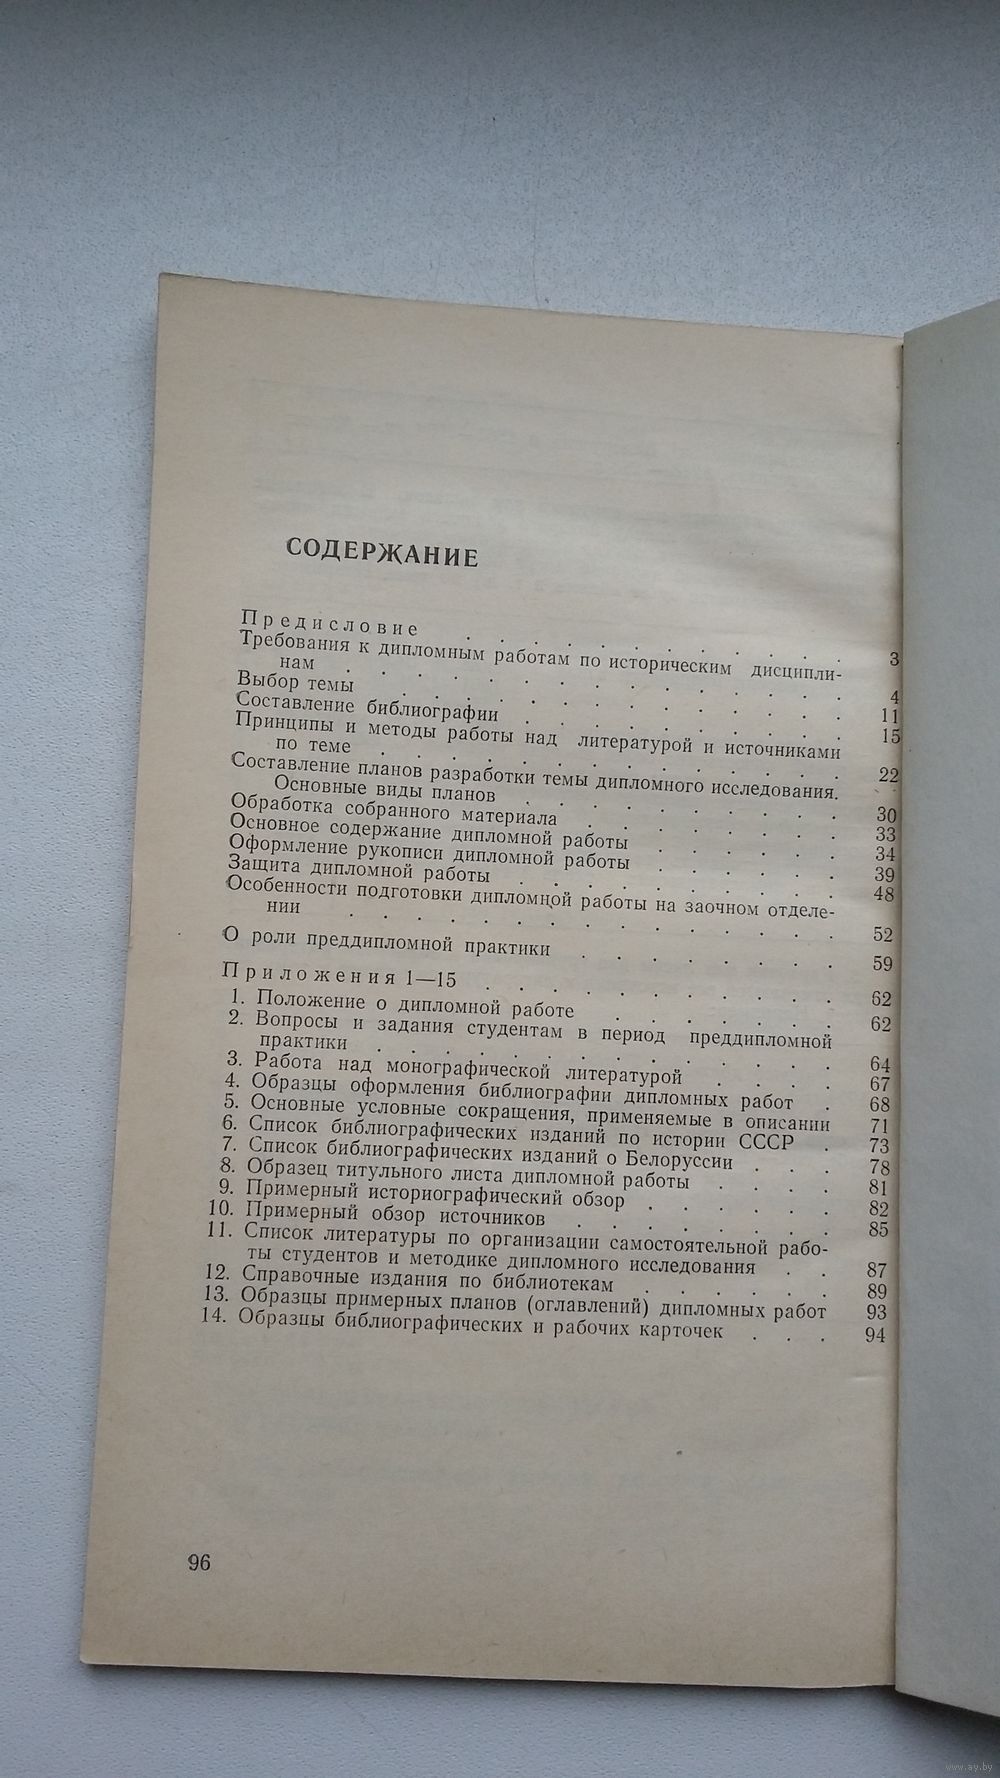 СОДЕРЖАНИЕ
Предисловие . . . . . . . . . . . . 3
Требования к дипломным работам по историческим дисципли-
нам . . . . . . . . . . . . . . 4
Выбор темы . . . . . . . . . . . . . 11
Составление библиографии . . . . . . . . . . 15
Принципы и методы работы над литературой и источниками
по теме . . . . . . . . . . . . . 22
Составление планов разработки темы дипломного исследования.
Основные виды планов . . . . . . . . . 30
Обработка собранного материала . . . . . . . . 33
Основное содержание дипломной работы . . . . . . 34
Оформление рукописи дипломной работы . . . . . . 39
Защита дипломной работы . . . . . . . . . . 48
Особенности подготовки дипломной работы на заочном отделе-
нии . . . . . . . . . . . . . . 52
О роли преддипломной практики . . . . . . . . 59
Приложения 1—15 . . . . . . . . . . . 62
1. Положение о дипломной работе . . . . . . . 62
2. Вопросы и задания студентам в период преддипломной
практики . . . . . . . . . . . . . 64
3. Работа над монографической литературой . . . . 67
4. Образцы оформления библиографии дипломных работ . 68
5. Основные условные сокращения, применяемые в описании 71
6. Список библиографических изданий по истории СССР . 73
7. Список библиографических изданий о Белоруссии . . . 78
8. Образец титульного листа дипломной работы . . . . 81
9. Примерный историографический обзор . . . . . . 82
10. Примерный обзор источников . . . . . . . . 85
11. Список литературы по организации самостоятельной рабо-
ты студентов и методике дипломного исследования . . 87
12. Справочные издания по библиотекам . . . . . . 89
13. Образцы примерных планов (оглавлений) дипломных работ 93
14. Образцы библиографических и рабочих карточек . . . 94
96
www.ay.by